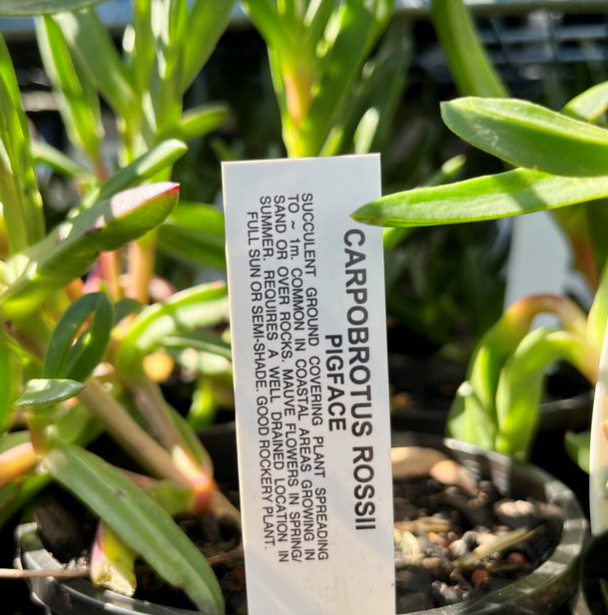 CARPOBROTUS ROSSII
PIGFACE
SUCCULENT GROUND COVERING PLANT SPREADING
TO ~ 1m. COMMON IN COASTAL AREAS GROWING IN
SAND OR OVER ROCKS. MAUVE FLOWERS IN SPRING/
SUMMER. REQUIRES A WELL DRAINED LOCATION IN
FULL SUN OR SEMI-SHADE. GOOD ROCKERY PLANT.